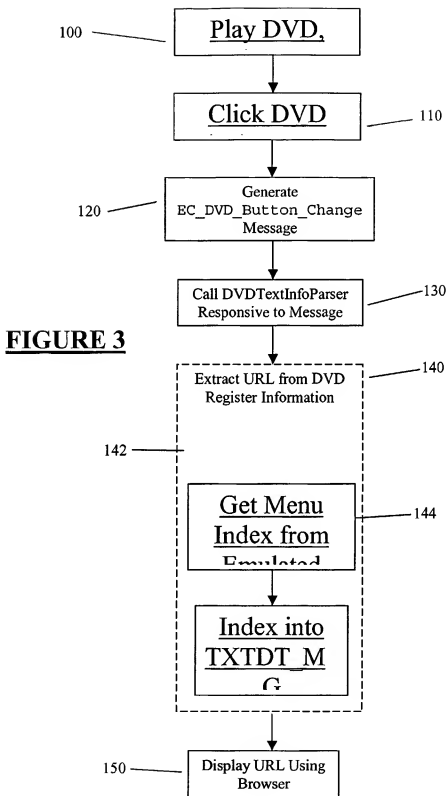 100
Play DVD,
Click DVD
110
120
Generate
EC_DVD_Button_Change
Message
Call DVDTextInfoParser
Responsive to Message
130
FIGURE 3
Extract URL from DVD
Register Information
140
142
Get Menu
Index from
Emulated
144
Index into
TXTDT_M
G
150
Display URL Using
Browser